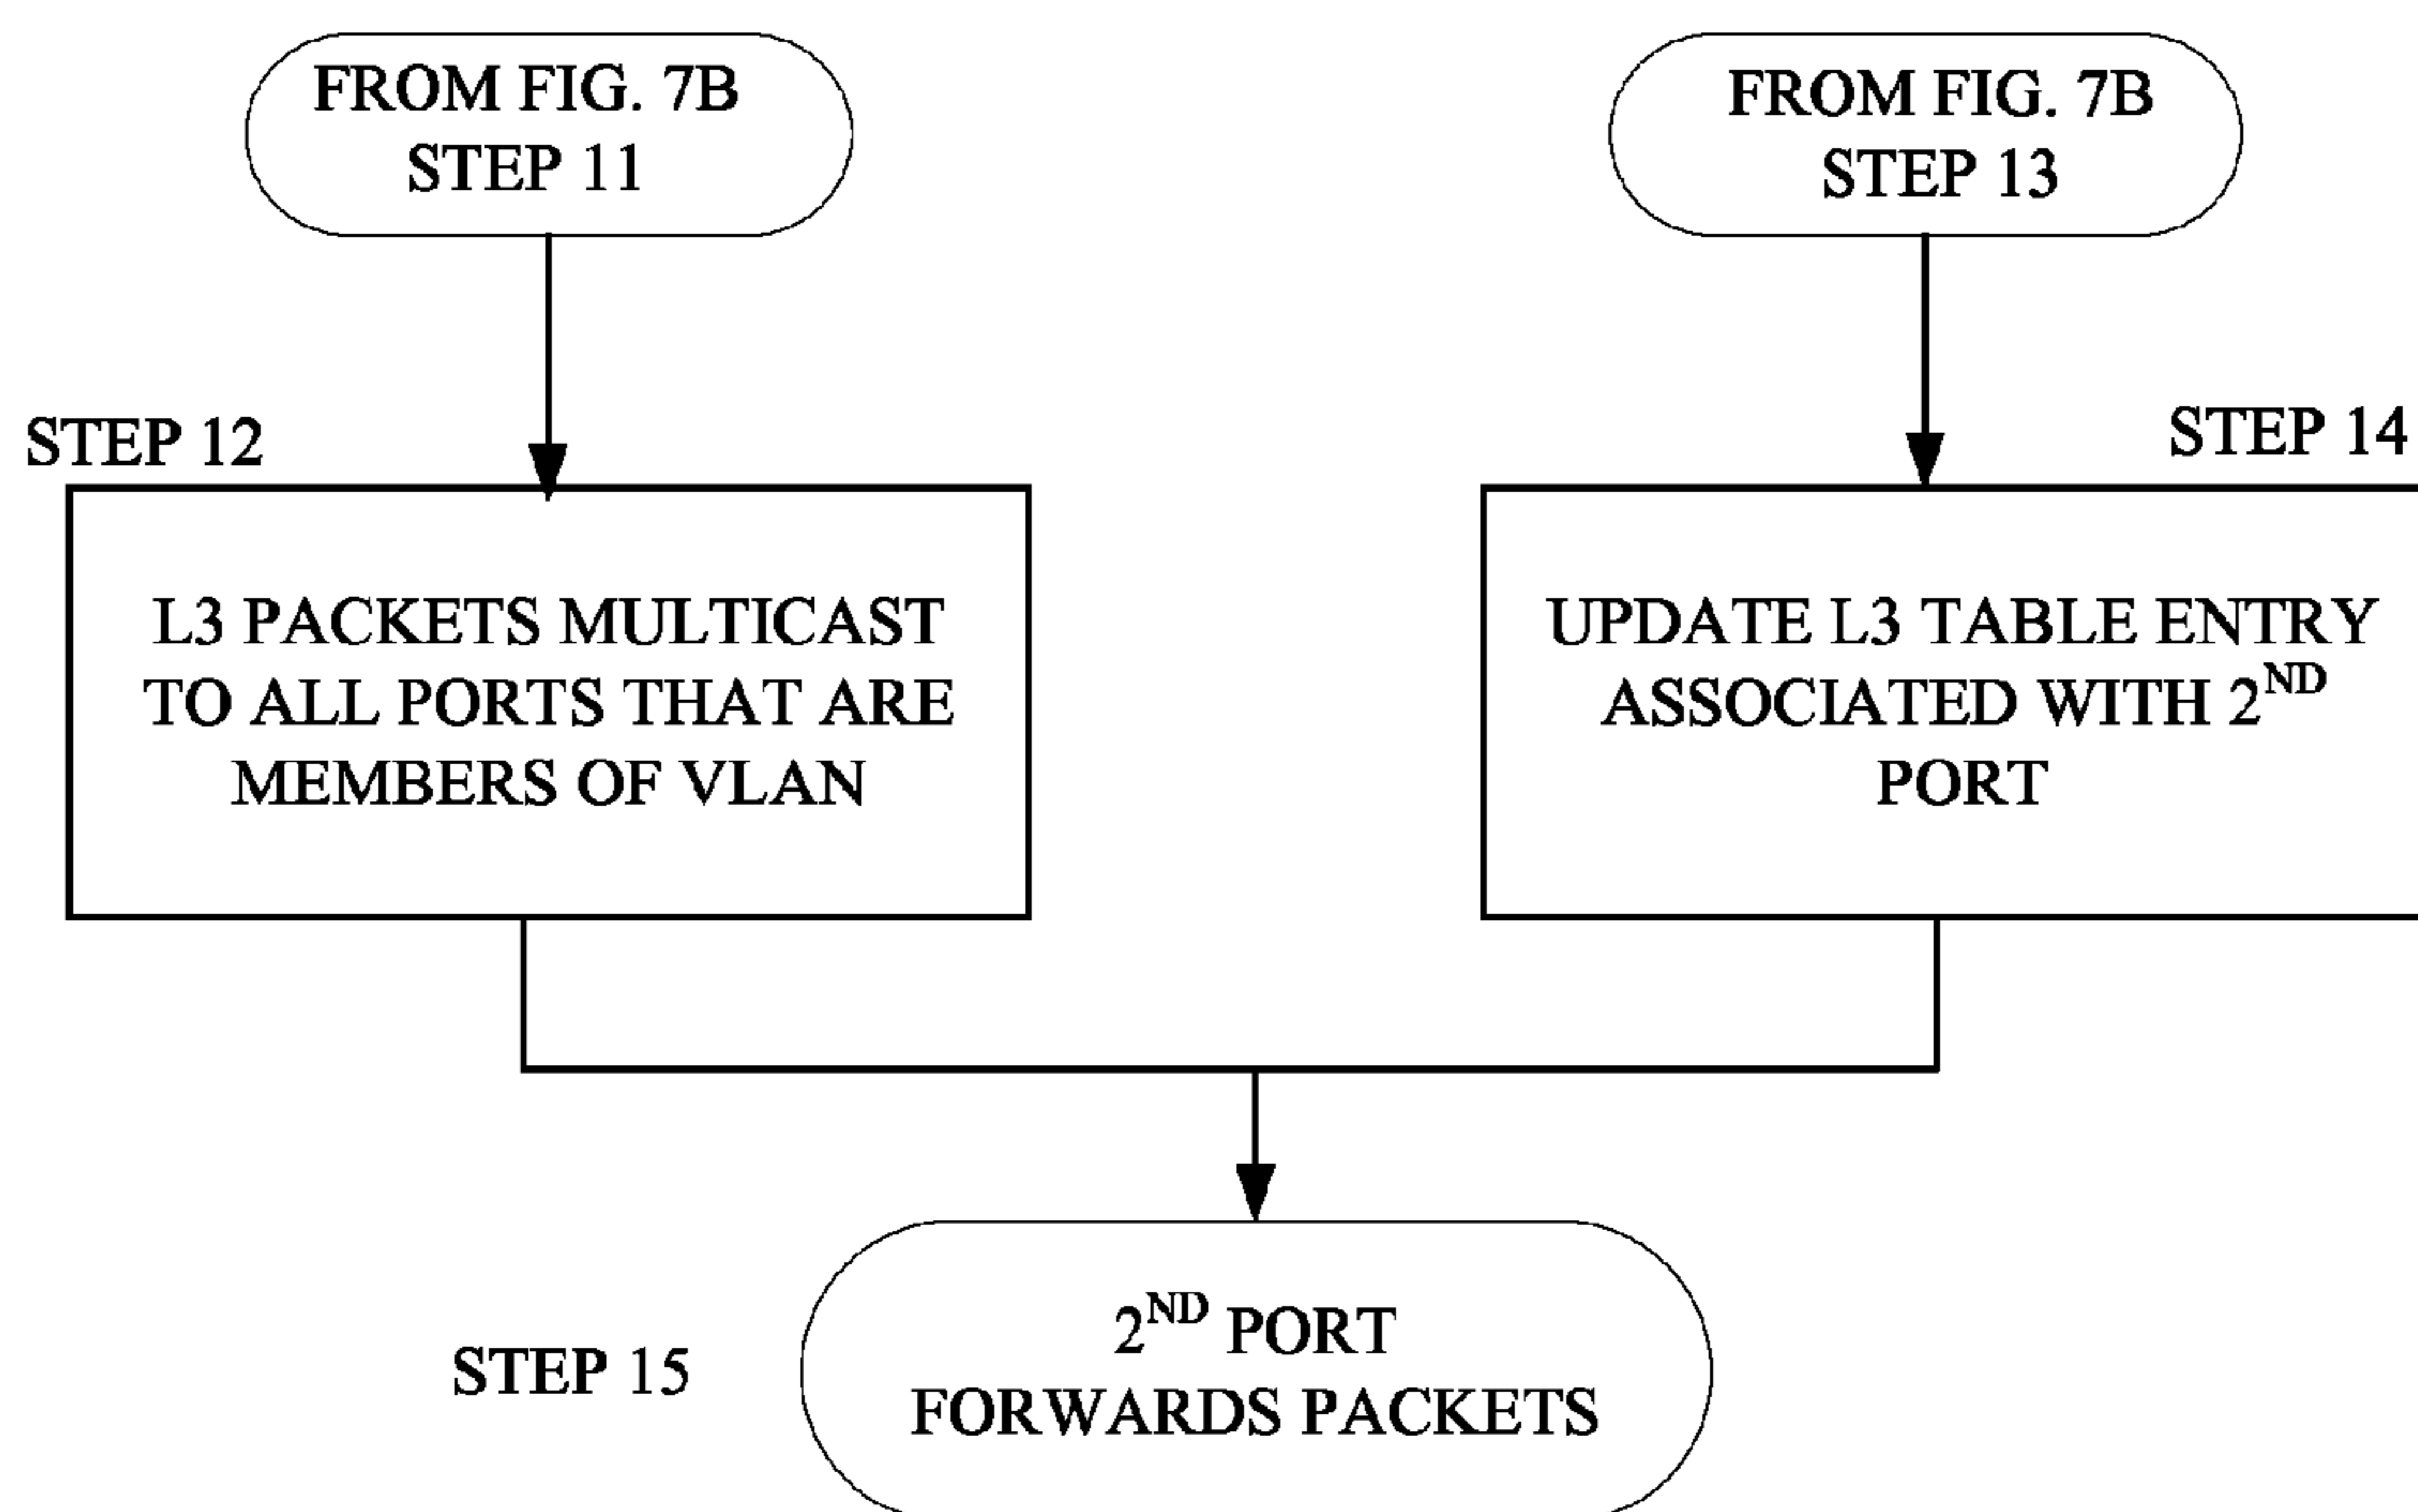 FROM FIG. 7B
STEP 11
FROM FIG. 7B
STEP 13
STEP 12
STEP 14
L3 PACKETS MULTICAST
TO ALL PORTS THAT ARE
MEMBERS OF VLAN
UPDATE L3 TABLE ENTRY
ASSOCIATED WITH 2ND
PORT
STEP 15
2ND PORT
FORWARDS PACKETS